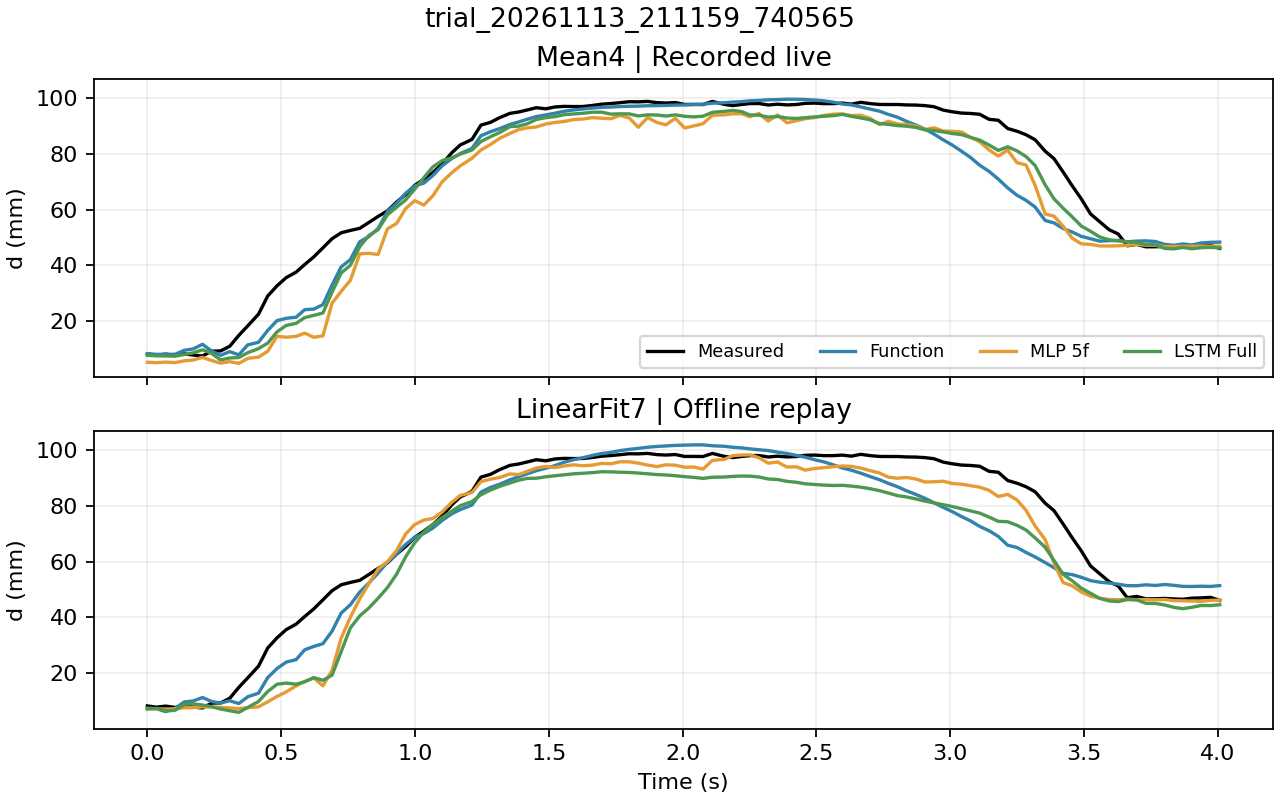 trial_20261113_211159_740565
Mean4 | Recorded live
100
80
60
40
20
d (mm)
Measured Function MLP 5f LSTM Full
LinearFit7 | Offline replay
100
80
60
40
20
d (mm)
0.0 0.5 1.0 1.5 2.0 2.5 3.0 3.5 4.0
Time (s)